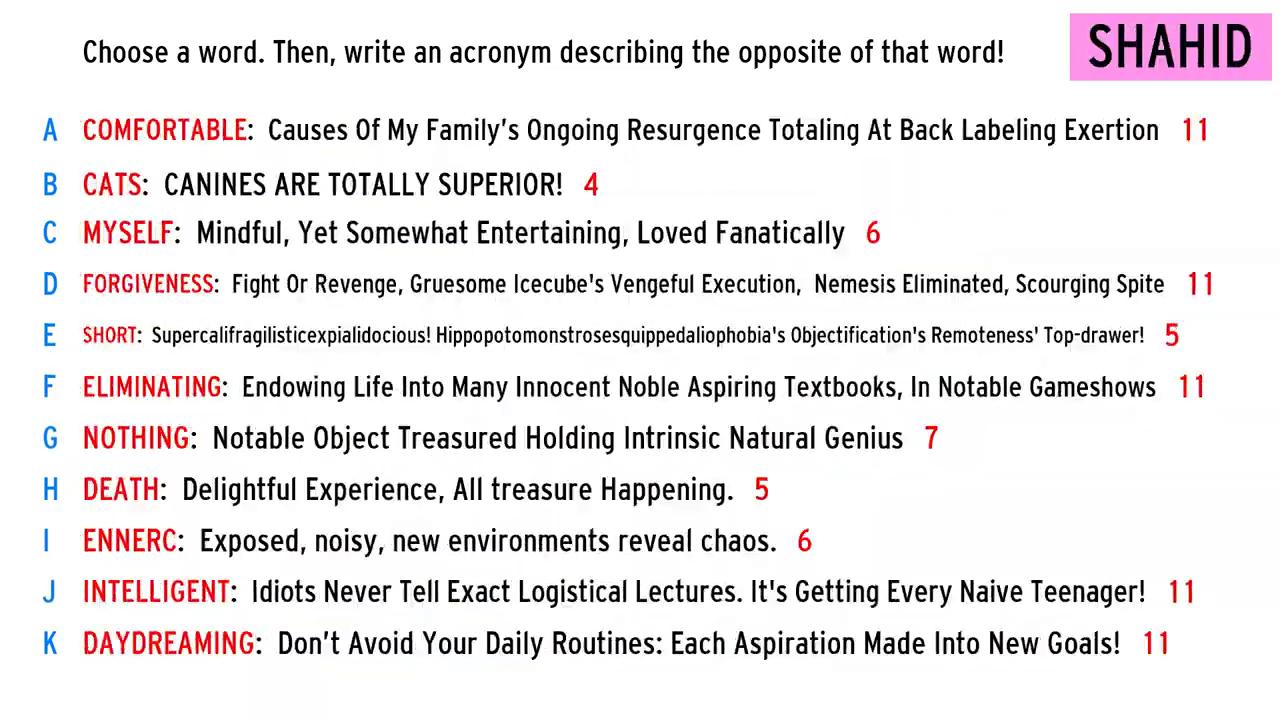 Choose a word. Then, write an acronym describing the opposite of that word!
SHAHID
A COMFORTABLE: Causes Of My Family's Ongoing Resurgence Totaling At Back Labeling Exertion 11
B CATS: CANINES ARE TOTALLY SUPERIOR! 4
C MYSELF: Mindful, Yet Somewhat Entertaining, Loved Fanatically 6
D FORGIVENESS: Fight Or Revenge, Gruesome Icecube's Vengeful Execution, Nemesis Eliminated, Scourging Spite 11
E SHORT: Supercalifragilisticexpialidocious! Hippopotomonstrosesquippedaliophobia's Objectification's Remoteness' Top-drawer! 5
F ELIMINATING: Endowing Life Into Many Innocent Noble Aspiring Textbooks, In Notable Gameshows 11
G NOTHING: Notable Object Treasured Holding Intrinsic Natural Genius 7
H DEATH: Delightful Experience, All treasure Happening. 5
I ENNERC: Exposed, noisy, new environments reveal chaos. 6
J INTELLIGENT: Idiots Never Tell Exact Logistical Lectures. It's Getting Every Naive Teenager! 11
K DAYDREAMING: Don't Avoid Your Daily Routines: Each Aspiration Made Into New Goals! 11